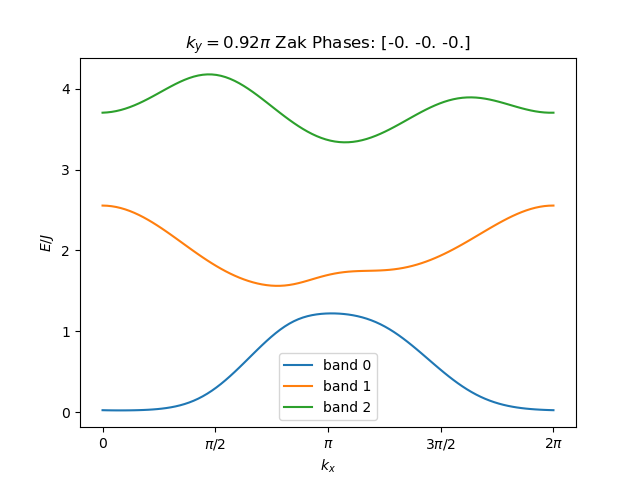 $k_y = 0.92\pi$ Zak Phases: [-0. -0. -0.]
E/J
4
3
2
1
0
band 0
band 1
band 2
0
π/2
π
3π/2
2π
$k_x$